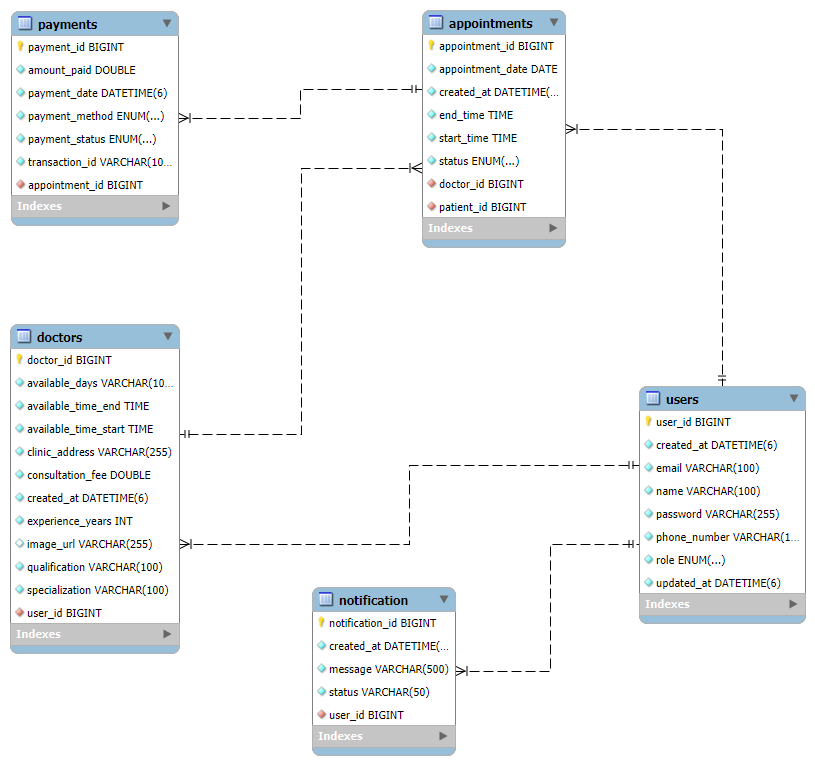 payments
payment_id BIGINT
amount_paid DOUBLE
payment_date DATETIME(6)
payment_method ENUM(...)
payment_status ENUM(...)
transaction_id VARCHAR(10...
appointment_id BIGINT
Indexes
appointments
appointment_id BIGINT
appointment_date DATE
created_at DATETIME(...
end_time TIME
start_time TIME
status ENUM(...)
doctor_id BIGINT
patient_id BIGINT
Indexes
doctors
doctor_id BIGINT
available_days VARCHAR(10...
available_time_end TIME
available_time_start TIME
clinic_address VARCHAR(255)
consultation_fee DOUBLE
created_at DATETIME(6)
experience_years INT
image_url VARCHAR(255)
qualification VARCHAR(100)
specialization VARCHAR(100)
user_id BIGINT
Indexes
users
user_id BIGINT
created_at DATETIME(6)
email VARCHAR(100)
name VARCHAR(100)
password VARCHAR(255)
phone_number VARCHAR(1...
role ENUM(...)
updated_at DATETIME(6)
Indexes
notification
notification_id BIGINT
created_at DATETIME(...
message VARCHAR(500)
status VARCHAR(50)
user_id BIGINT
Indexes